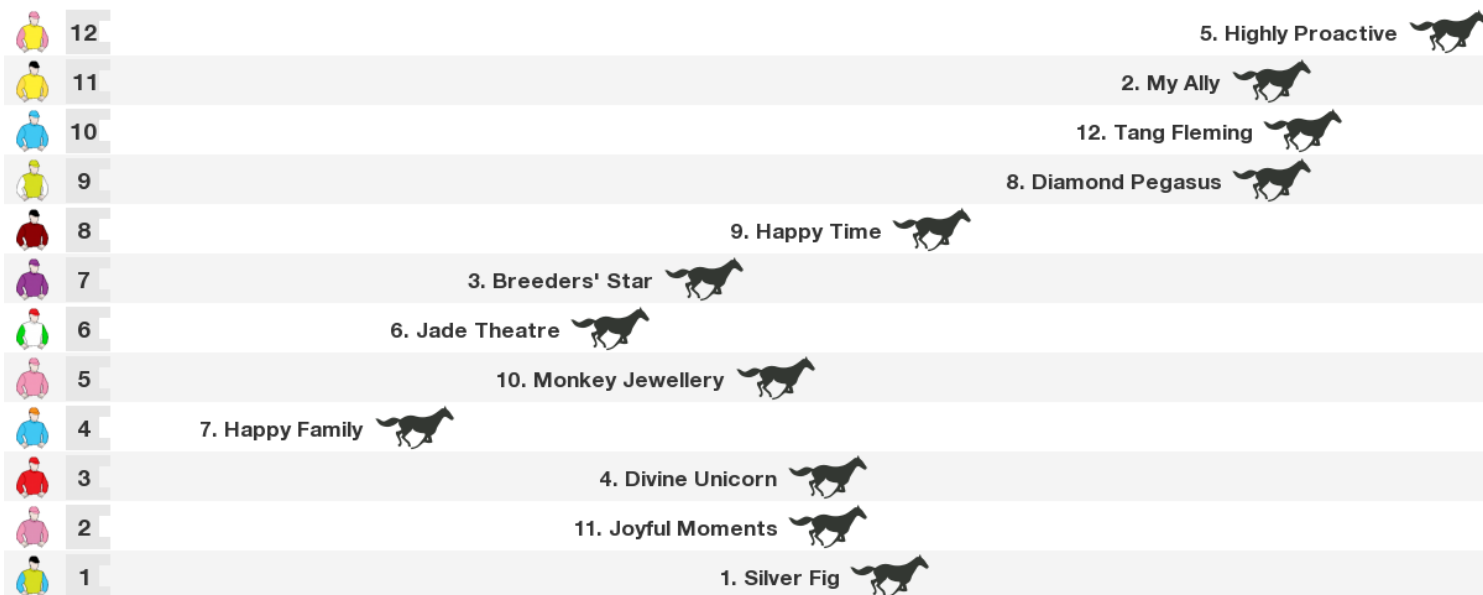 12 5. Highly Proactive
11 2. My Ally
10 12. Tang Fleming
9 8. Diamond Pegasus
8 9. Happy Time
7 3. Breeders' Star
6 6. Jade Theatre
5 10. Monkey Jewellery
4 7. Happy Family
3 4. Divine Unicorn
2 11. Joyful Moments
1 1. Silver Fig